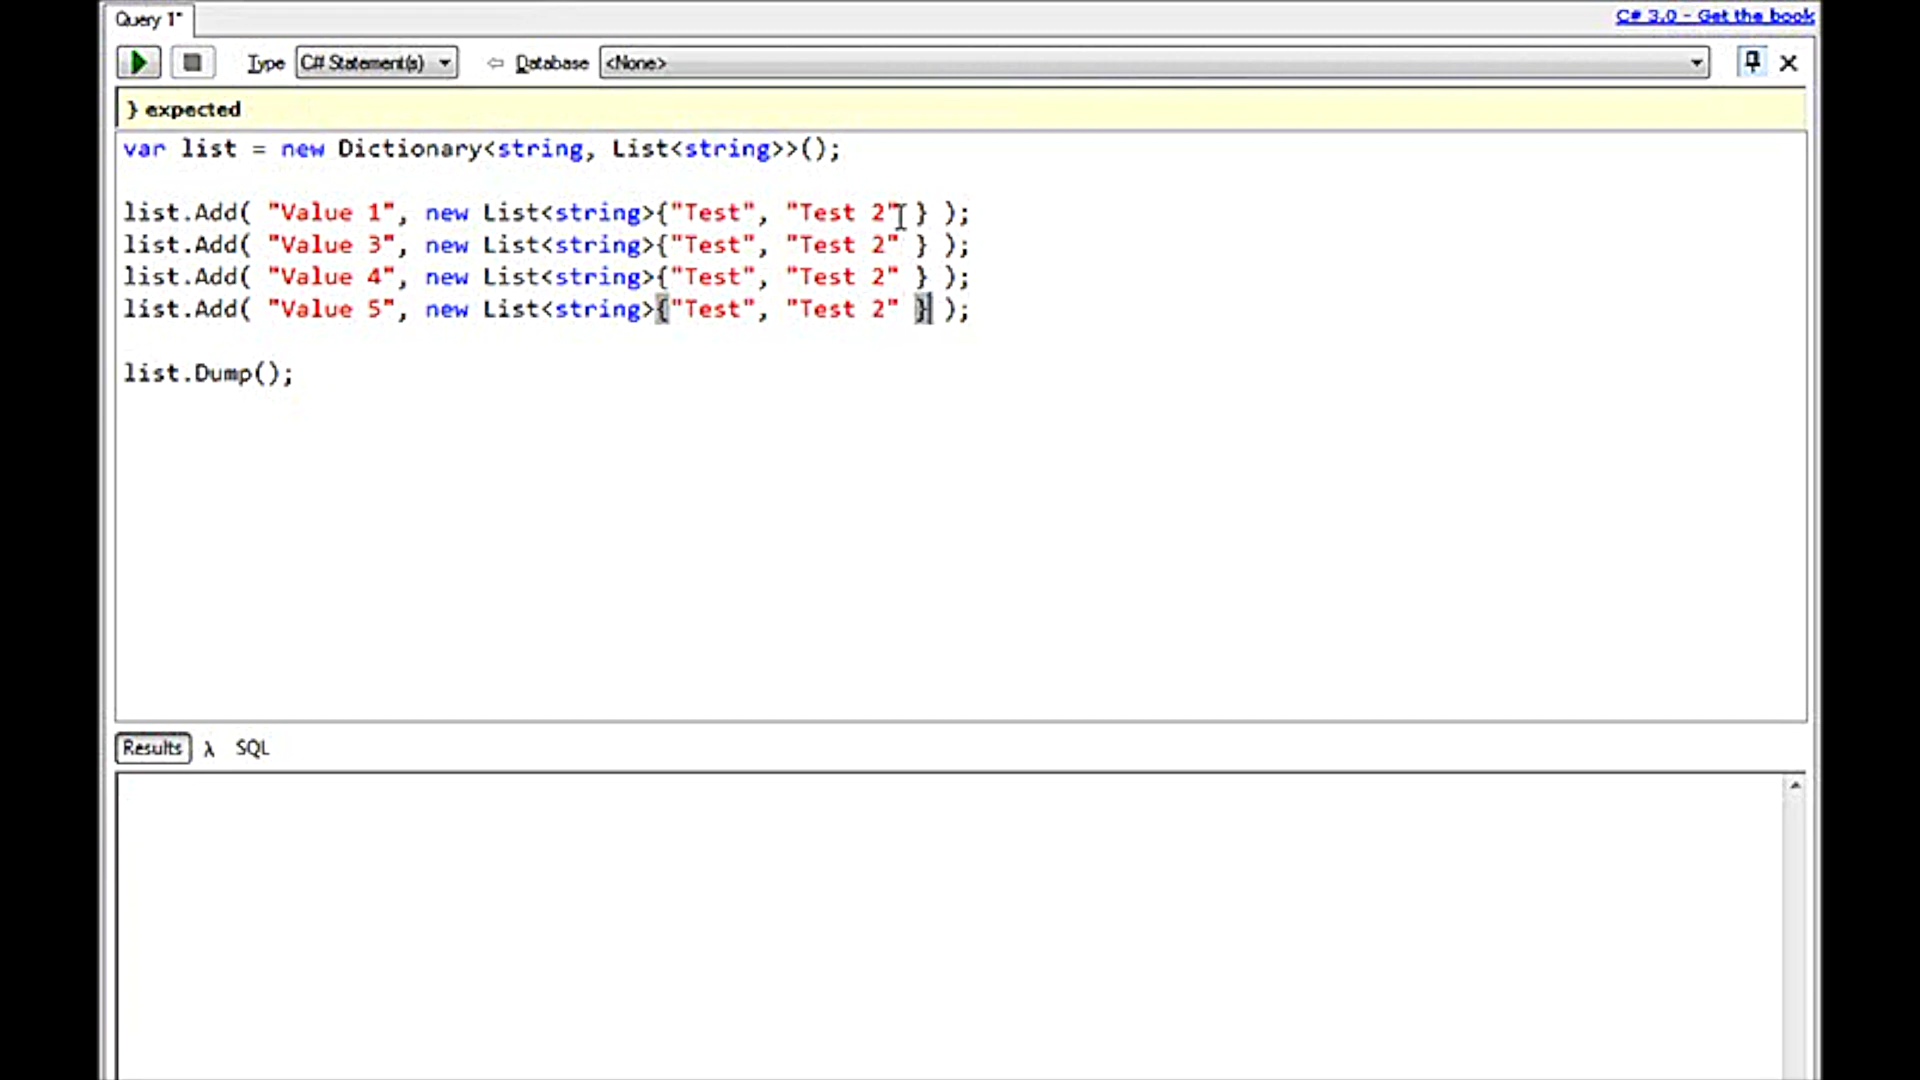 Query 1*
C# 3.0 - Get the book
Type C# Statement(s) Database <None>
} expected
var list = new Dictionary<string, List<string>>();
list.Add( "Value 1", new List<string>{"Test", "Test 2" } );
list.Add( "Value 3", new List<string>{"Test", "Test 2" } );
list.Add( "Value 4", new List<string>{"Test", "Test 2" } );
list.Add( "Value 5", new List<string>{"Test", "Test 2" } );
list.Dump();
Results λ SQL